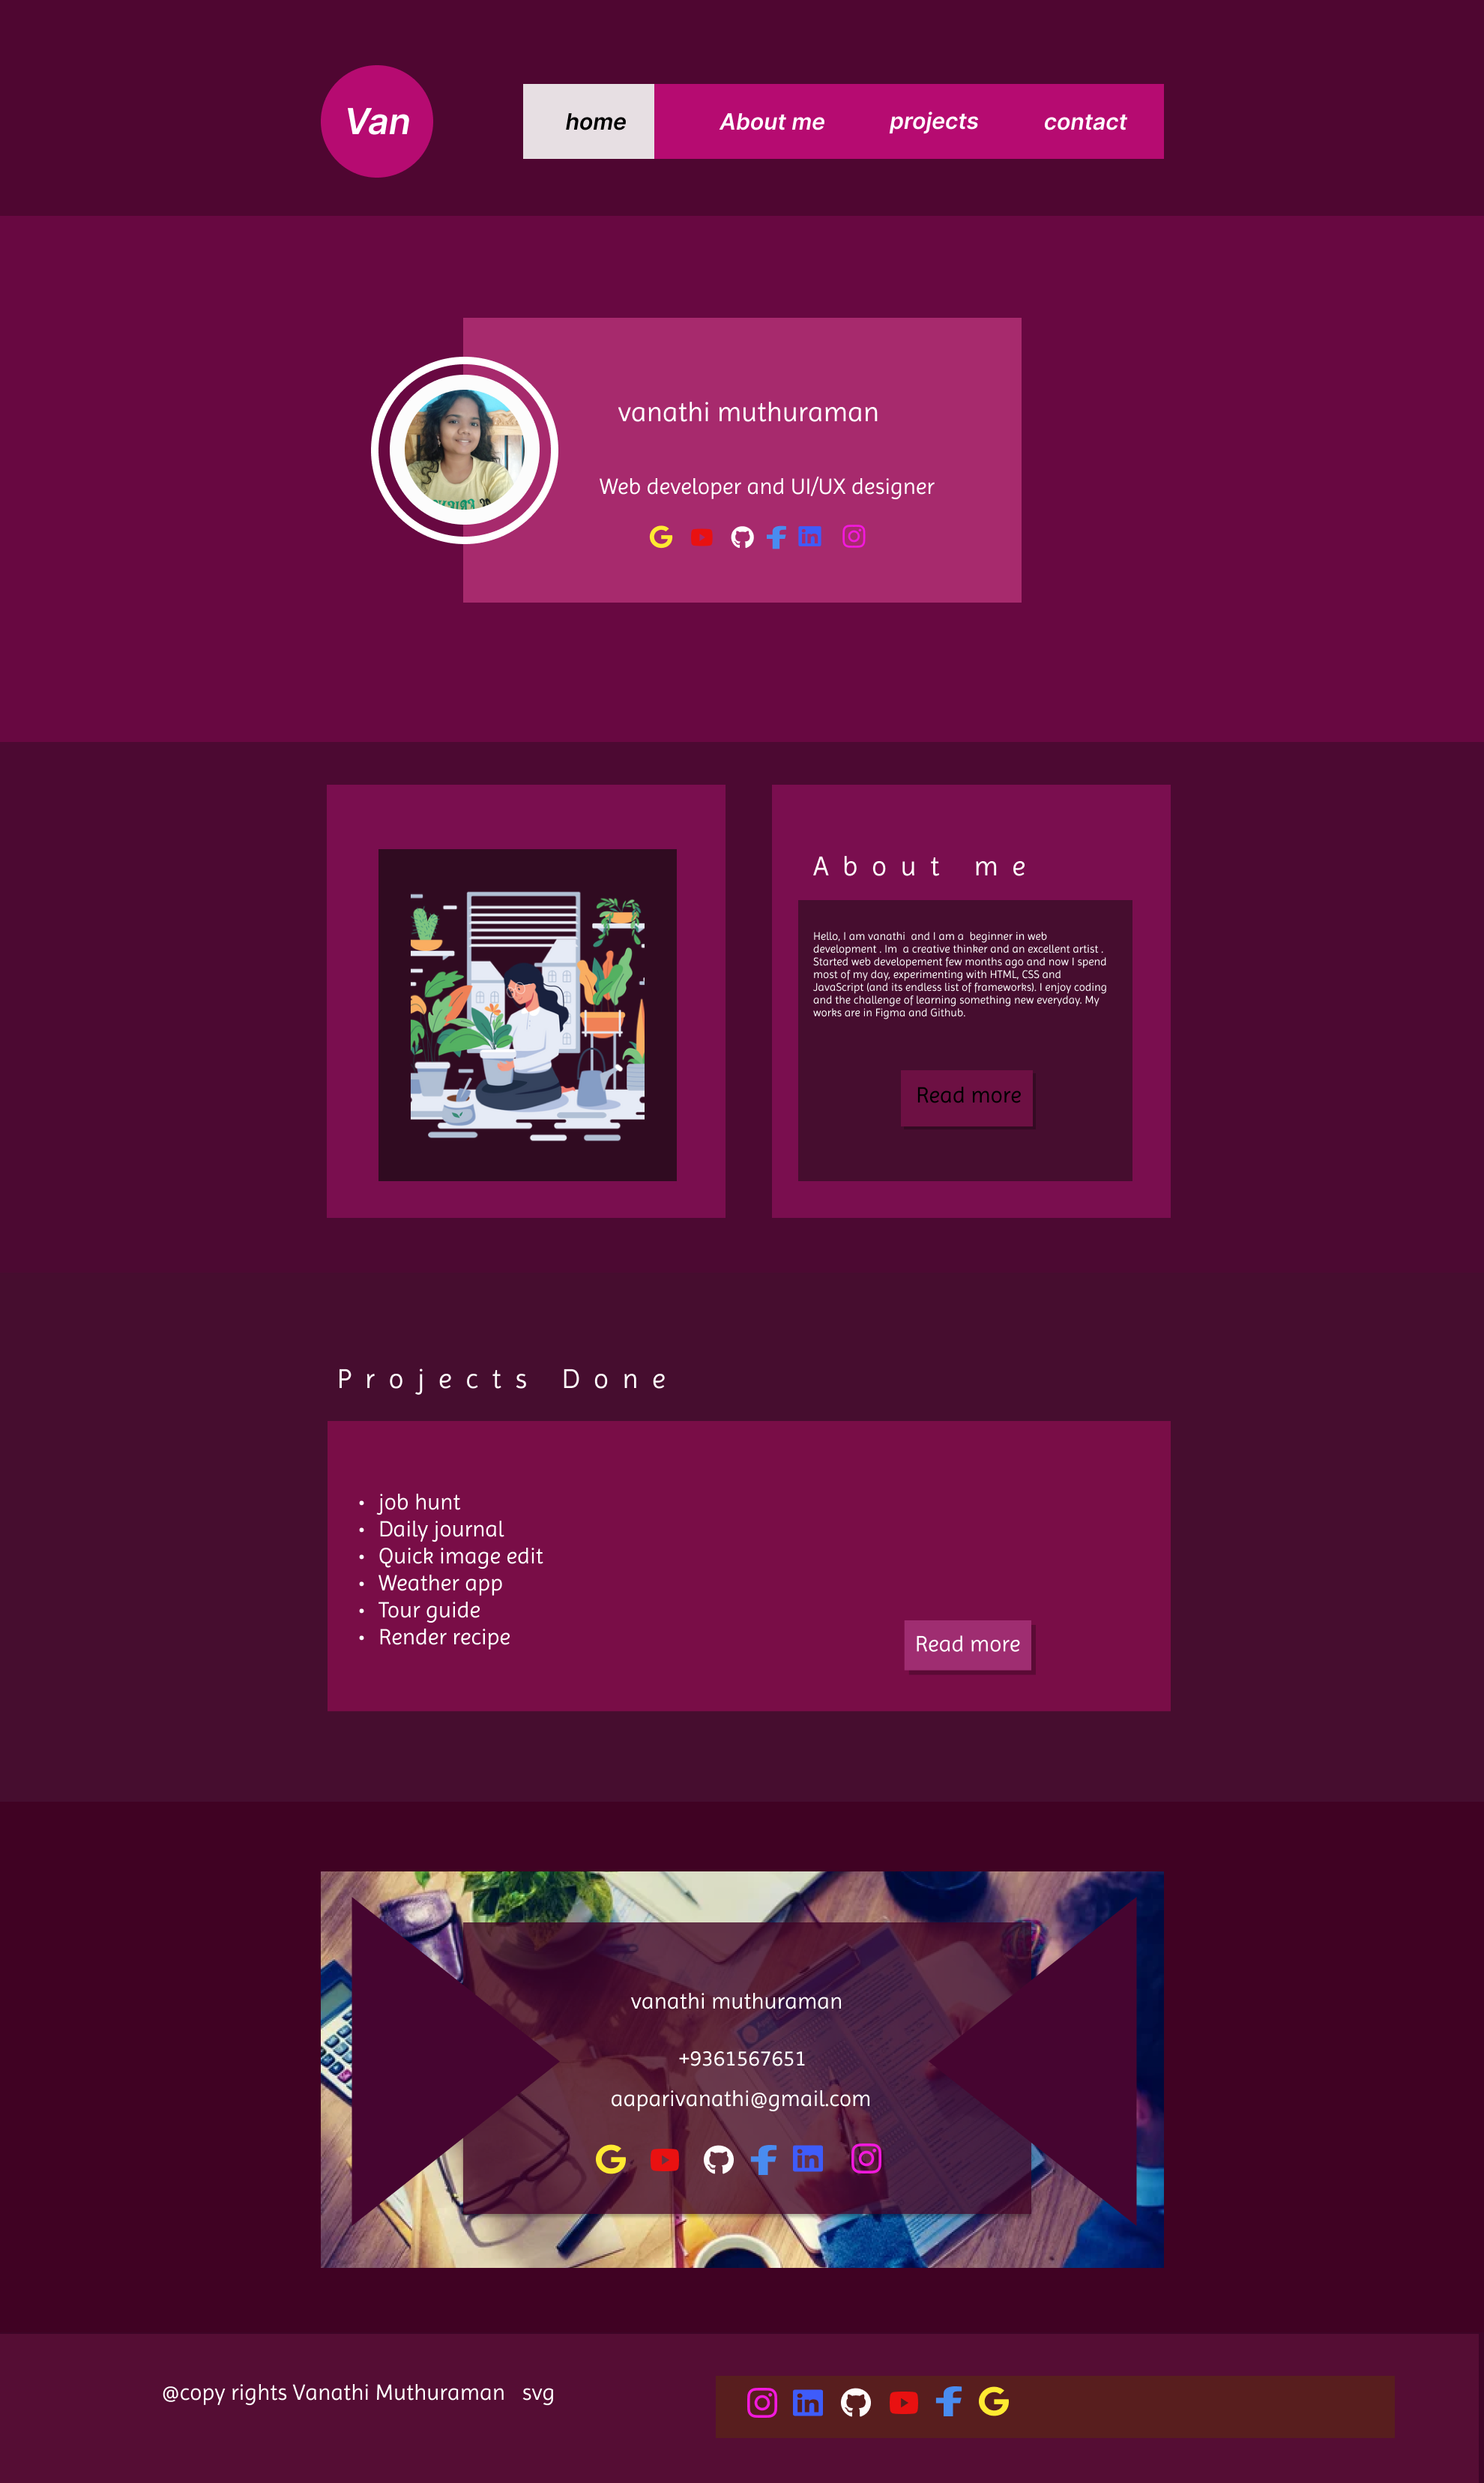 Van
home
About me
projects
contact
vanathi muthuraman
Web developer and UI/UX designer
About me
Hello, I am vanathi and I am a beginner in web
development . Im a creative thinker and an excellent artist .
Started web developement few months ago and now I spend
most of my day, experimenting with HTML, CSS and
JavaScript (and its endless list of frameworks). I enjoy coding
and the challenge of learning something new everyday. My
works are in Figma and Github.
Read more
Projects Done
• job hunt
• Daily journal
• Quick image edit
• Weather app
• Tour guide
• Render recipe
Read more
vanathi muthuraman
+9361567651
aaparivanathi@gmail.com
@copy rights Vanathi Muthuraman svg